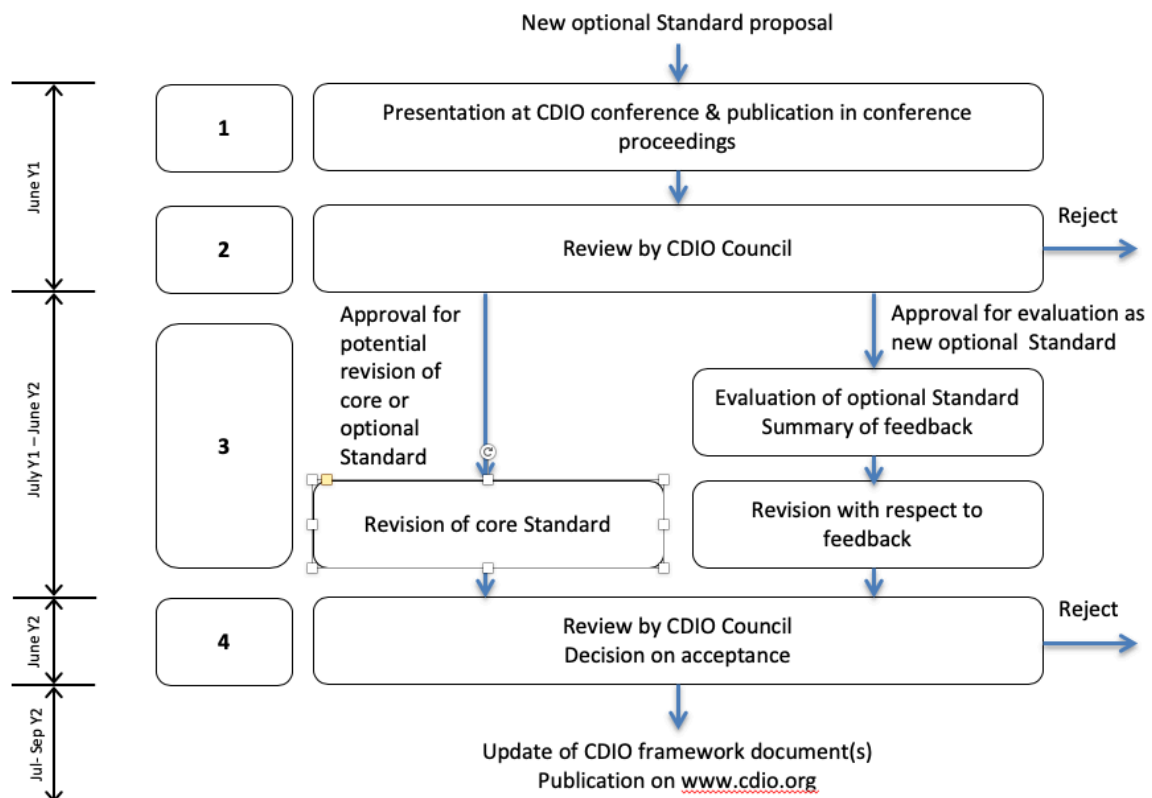 New optional Standard proposal
June Y1
1
Presentation at CDIO conference & publication in conference
proceedings
2
Review by CDIO Council
Reject
July Y1 – June Y2
3
Approval for
potential
revision of
core or
optional
Standard
Approval for evaluation as
new optional Standard
Evaluation of optional Standard
Summary of feedback
Revision of core Standard
Revision with respect to
feedback
June Y2
4
Review by CDIO Council
Decision on acceptance
Reject
Jul- Sep Y2
Update of CDIO framework document(s)
Publication on www.cdio.org